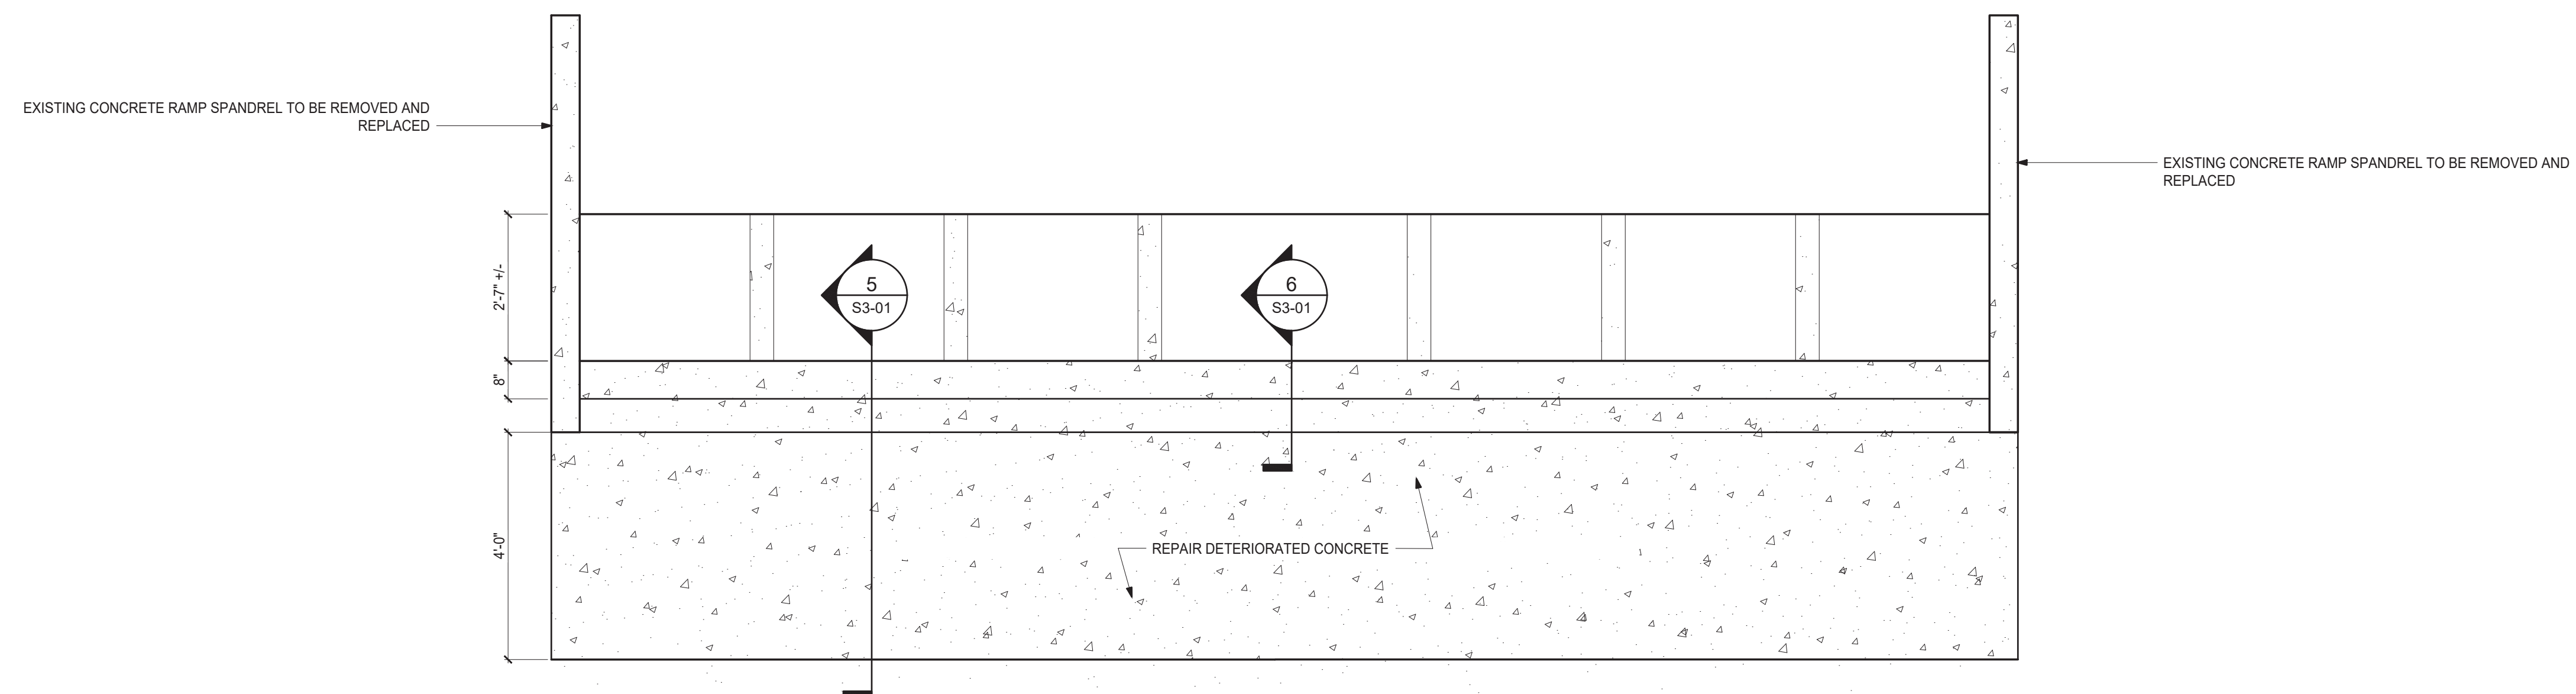 EXISTING CONCRETE RAMP SPANDREL TO BE REMOVED AND
REPLACED
EXISTING CONCRETE RAMP SPANDREL TO BE REMOVED AND
REPLACED
2'-7" +/-
5
S3-01
6
S3-01
8"
4'-0"
REPAIR DETERIORATED CONCRETE